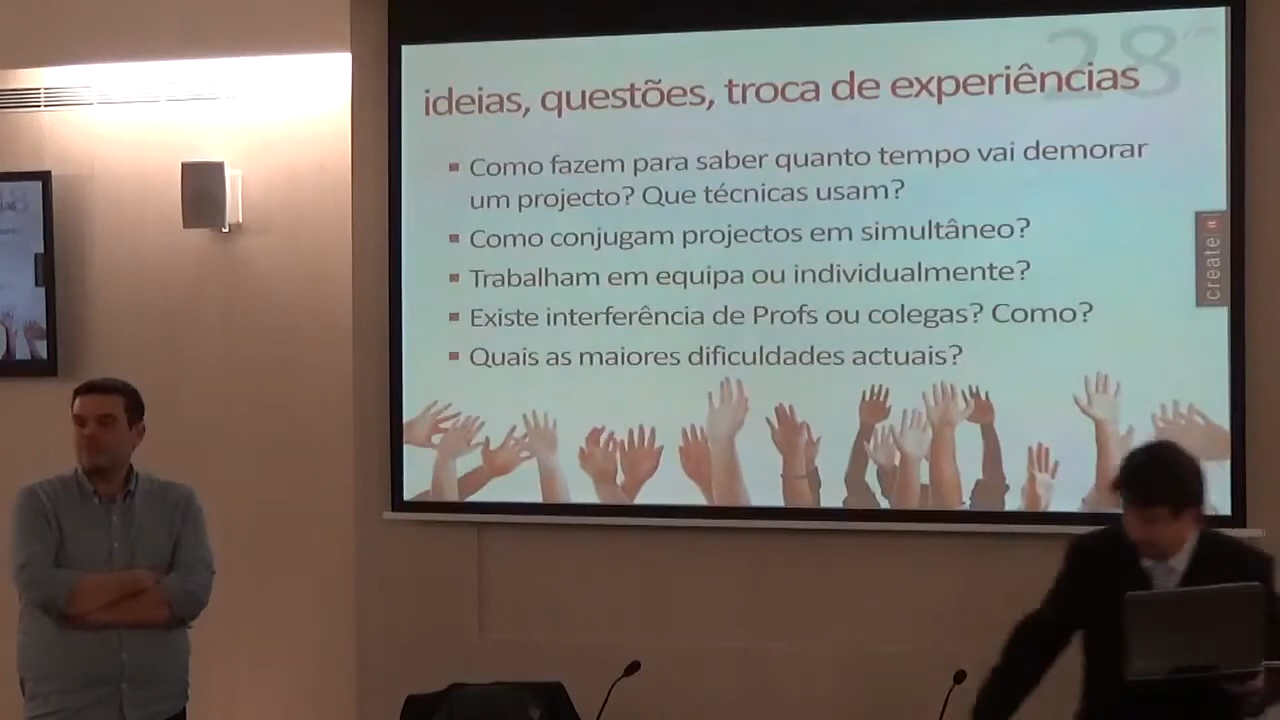 28
ideias, questões, troca de experiências
Como fazem para saber quanto tempo vai demorar
um projecto? Que técnicas usam?
Como conjugam projectos em simultâneo?
Trabalham em equipa ou individualmente?
Existe interferência de Profs ou colegas? Como?
Quais as maiores dificuldades actuais?
create